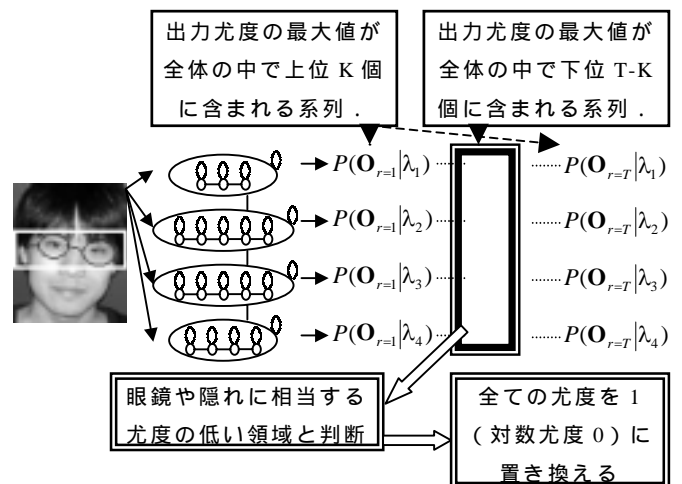 出力尤度の最大値が
全体の中で上位 K 個
に含まれる系列．
出力尤度の最大値が
全体の中で下位 T-K
個に含まれる系列．
P(O_{r=1}|λ_1) ...... P(O_{r=T}|λ_1)
P(O_{r=1}|λ_2) ...... P(O_{r=T}|λ_2)
P(O_{r=1}|λ_3) ...... P(O_{r=T}|λ_3)
P(O_{r=1}|λ_4) ...... P(O_{r=T}|λ_4)
眼鏡や隠れに相当する
尤度の低い領域と判断
全ての尤度を 1
（対数尤度 0）に
置き換える